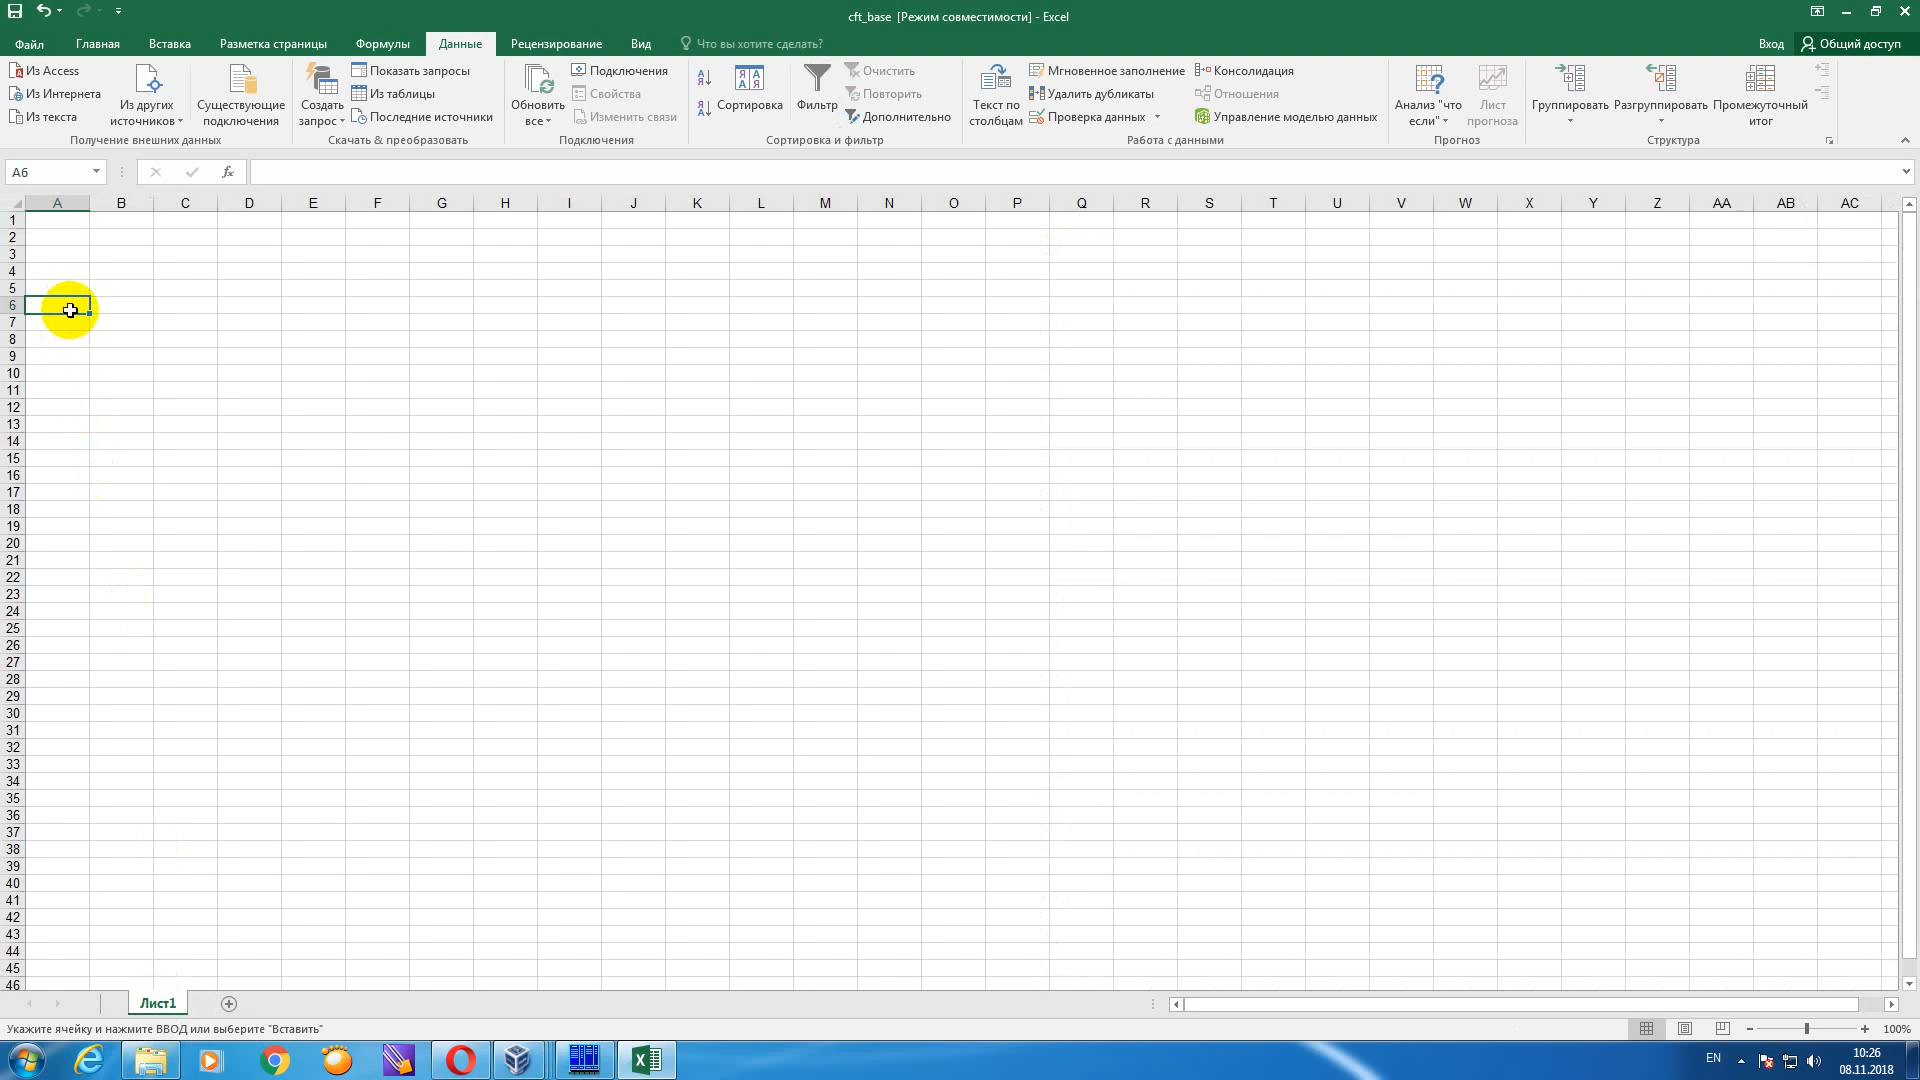 cft_base [Режим совместимости] - Excel
Файл Главная Вставка Разметка страницы Формулы Данные Рецензирование Вид Что вы хотите сделать? Вход Общий доступ
Из Access
Из Интернета
Из текста
Из других источников
Существующие подключения
Получение внешних данных
Создать запрос
Показать запросы
Из таблицы
Последние источники
Скачать & преобразовать
Обновить все
Подключения
Свойства
Изменить связи
Подключения
Сортировка
Фильтр
Очистить
Повторить
Дополнительно
Сортировка и фильтр
Текст по столбцам
Мгновенное заполнение
Удалить дубликаты
Проверка данных
Консолидация
Отношения
Управление моделью данных
Работа с данными
Анализ "что если"
Лист прогноза
Прогноз
Группировать
Разгруппировать
Промежуточный итог
Структура
A6
fx
A B C D E F G H I J K L M N O P Q R S T U V W X Y Z AA AB AC
1
2
3
4
5
6
7
8
9
10
11
12
13
14
15
16
17
18
19
20
21
22
23
24
25
26
27
28
29
30
31
32
33
34
35
36
37
38
39
40
41
42
43
44
45
46
Лист1
Укажите ячейку и нажмите ВВОД или выберите "Вставить"
100%
EN
10:26
08.11.2018